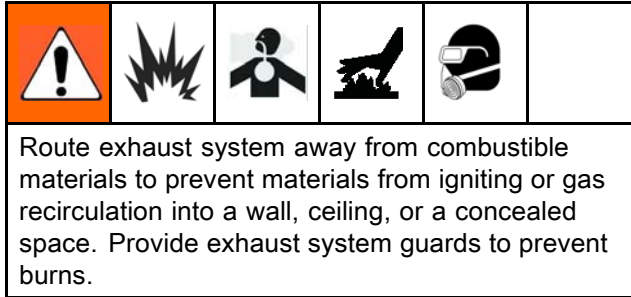 Route exhaust system away from combustible
materials to prevent materials from igniting or gas
recirculation into a wall, ceiling, or a concealed
space. Provide exhaust system guards to prevent
burns.